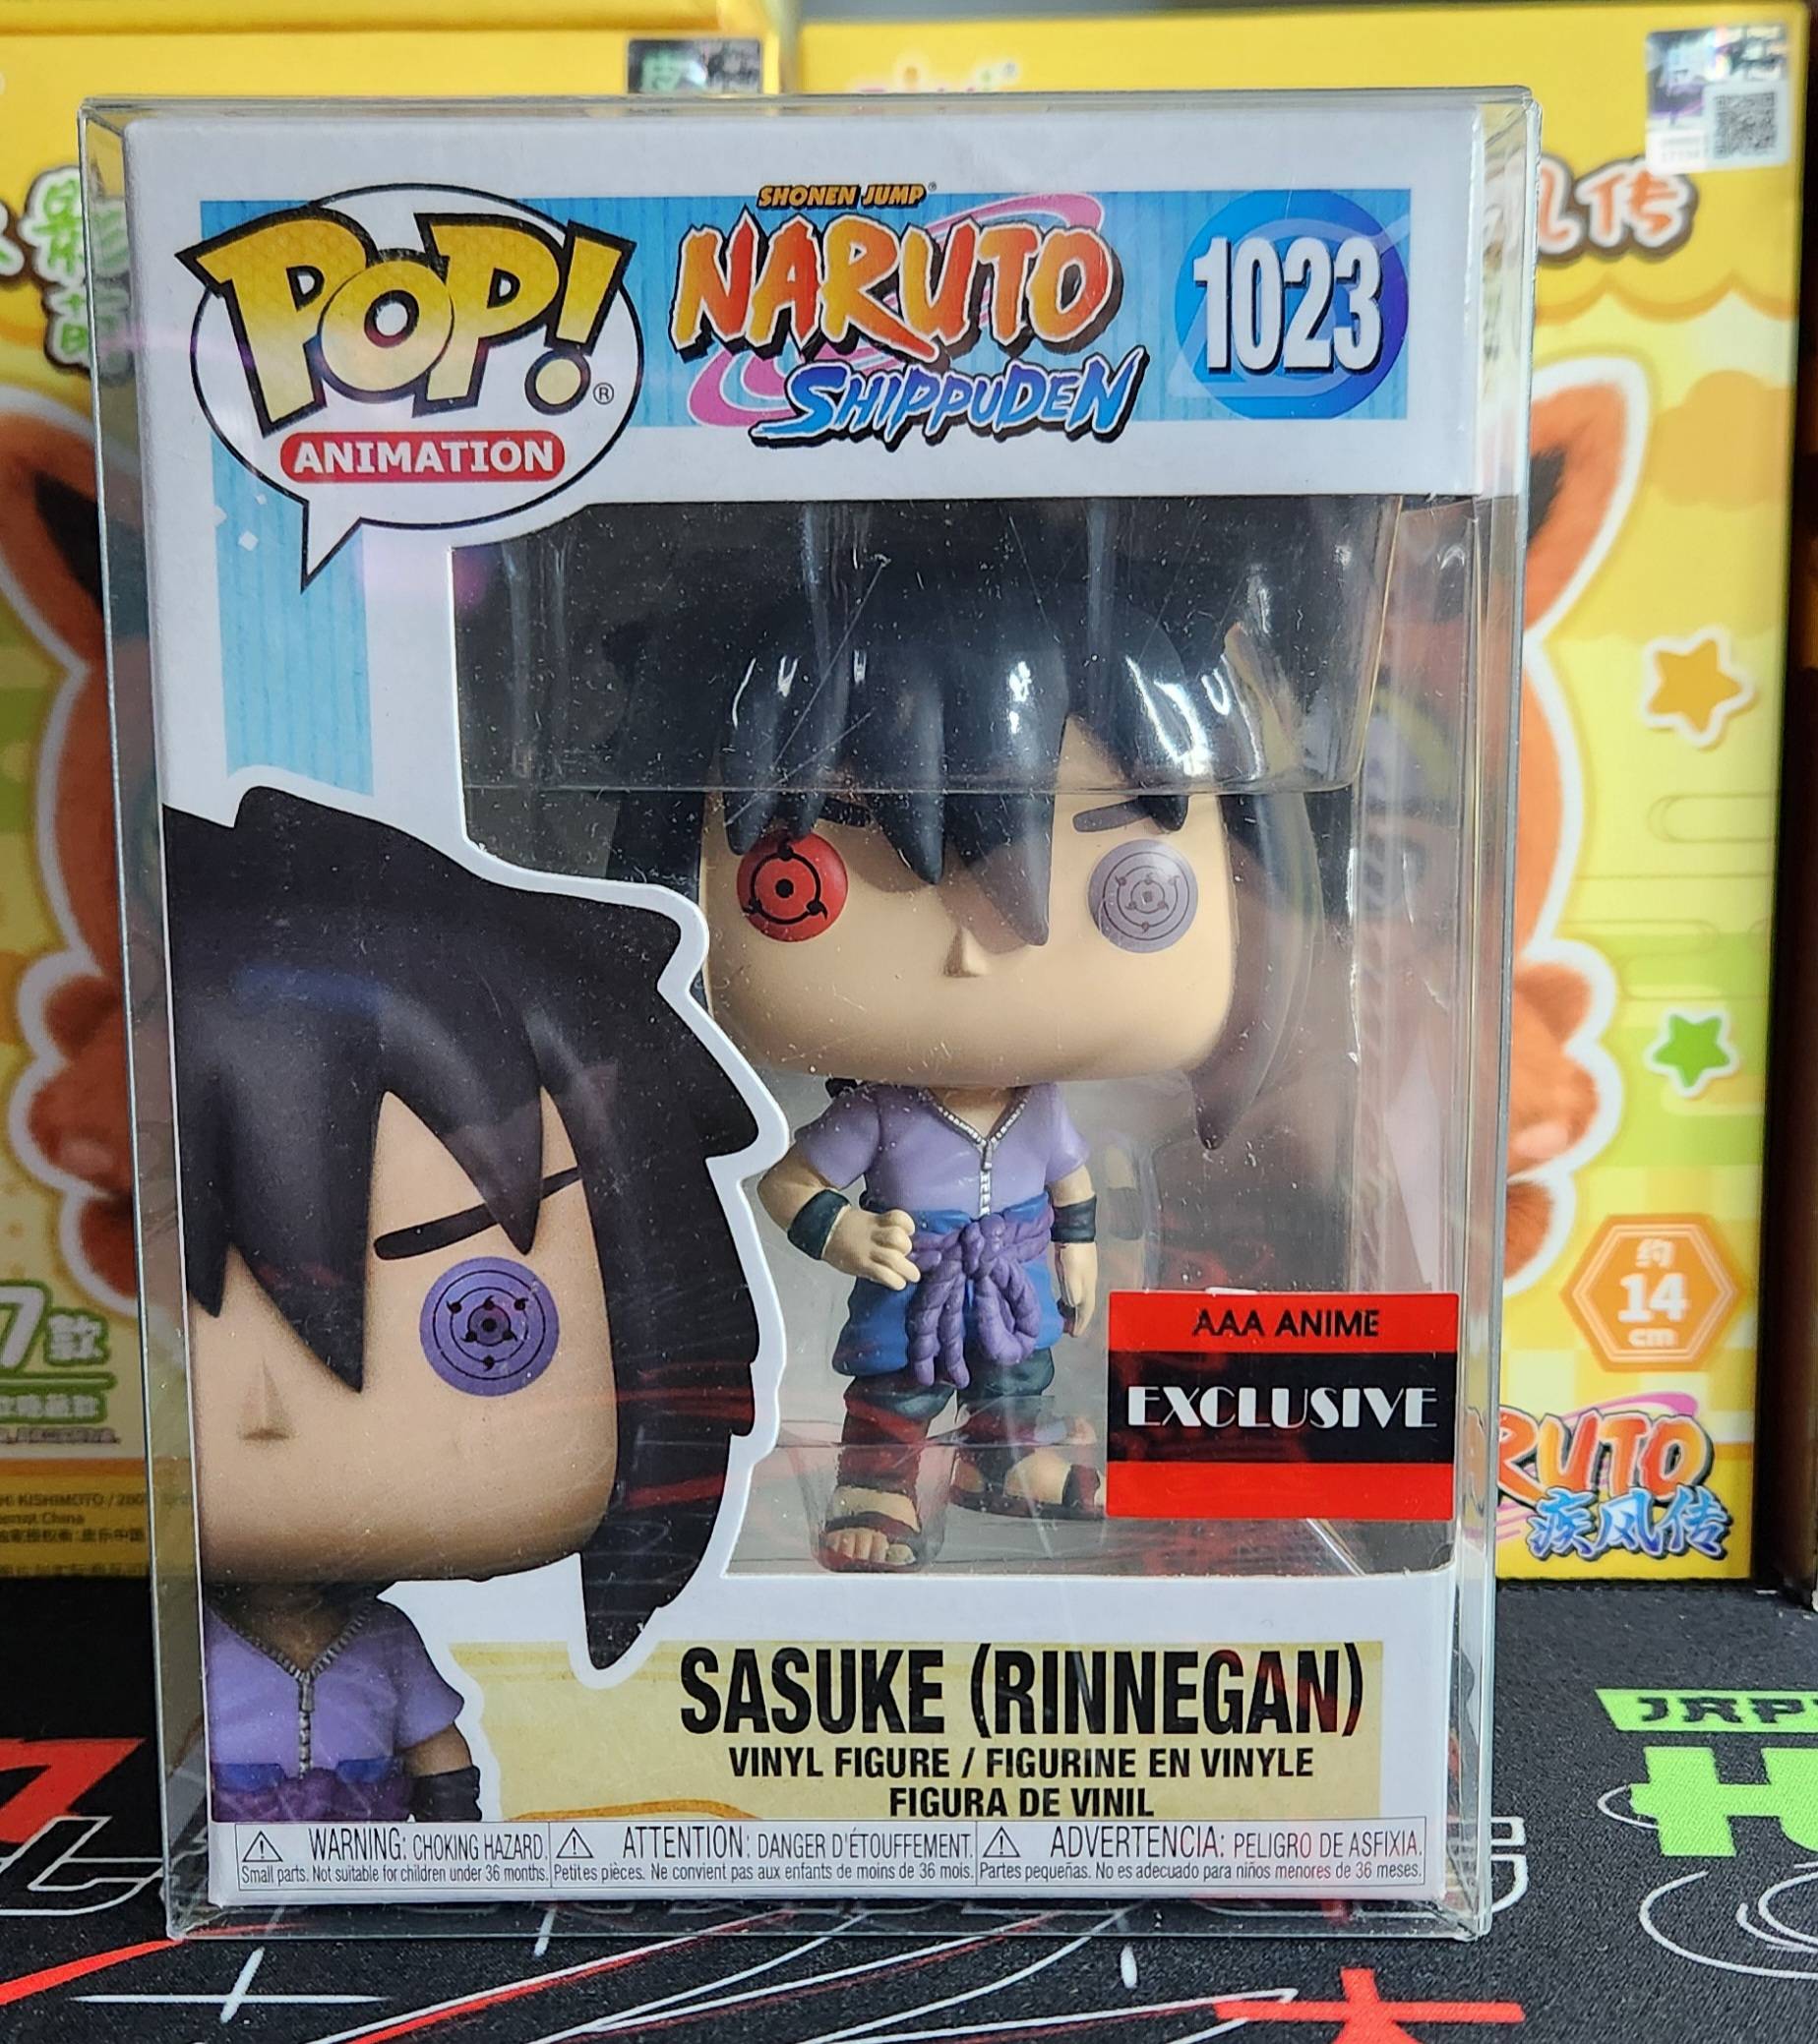 POP!®
ANIMATION
SHONEN JUMP®
NARUTO
SHIPPUDEN
1023
传
AAA ANIME
EXCLUSIVE
约
14
cm
7款
RUTO
疾风传
SASUKE (RINNEGAN)
VINYL FIGURE / FIGURINE EN VINYLE
FIGURA DE VINIL
WARNING: CHOKING HAZARD.
Small parts. Not suitable for children under 36 months.
ATTENTION: DANGER D'ÉTOUFFEMENT.
Petites pièces. Ne convient pas aux enfants de moins de 36 mois.
ADVERTENCIA: PELIGRO DE ASFIXIA.
Partes pequeñas. No es adecuado para niños menores de 36 meses.